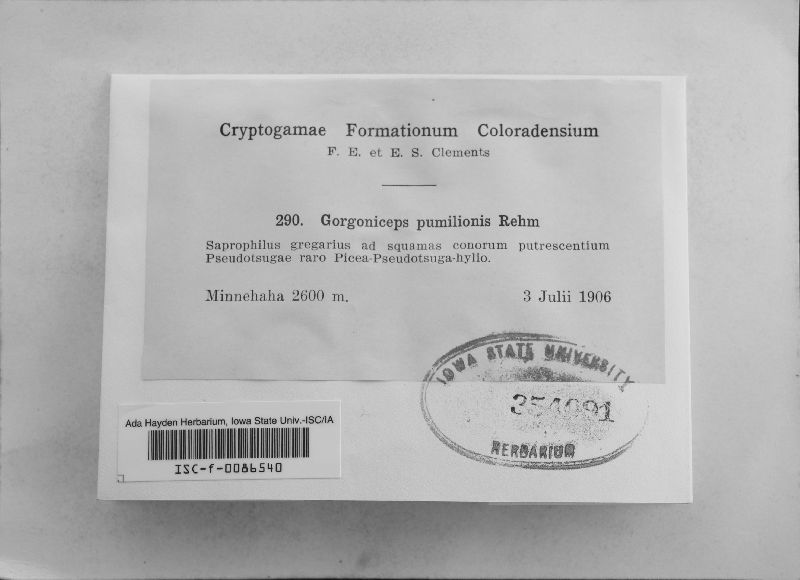 Cryptogamae Formationum Coloradensium
F. E. et E. S. Clements
290. Gorgoniceps pumilionis Rehm
Saprophilus gregarius ad squamas conorum putrescentium
Pseudotsugae raro Picea-Pseudotsuga-hylio.
Minnehaha 2600 m. 3 Julii 1906
IOWA STATE UNIVERSITY
354091
HERBARIUM
Ada Hayden Herbarium, Iowa State Univ.-ISC/IA
ISC-f-0086540